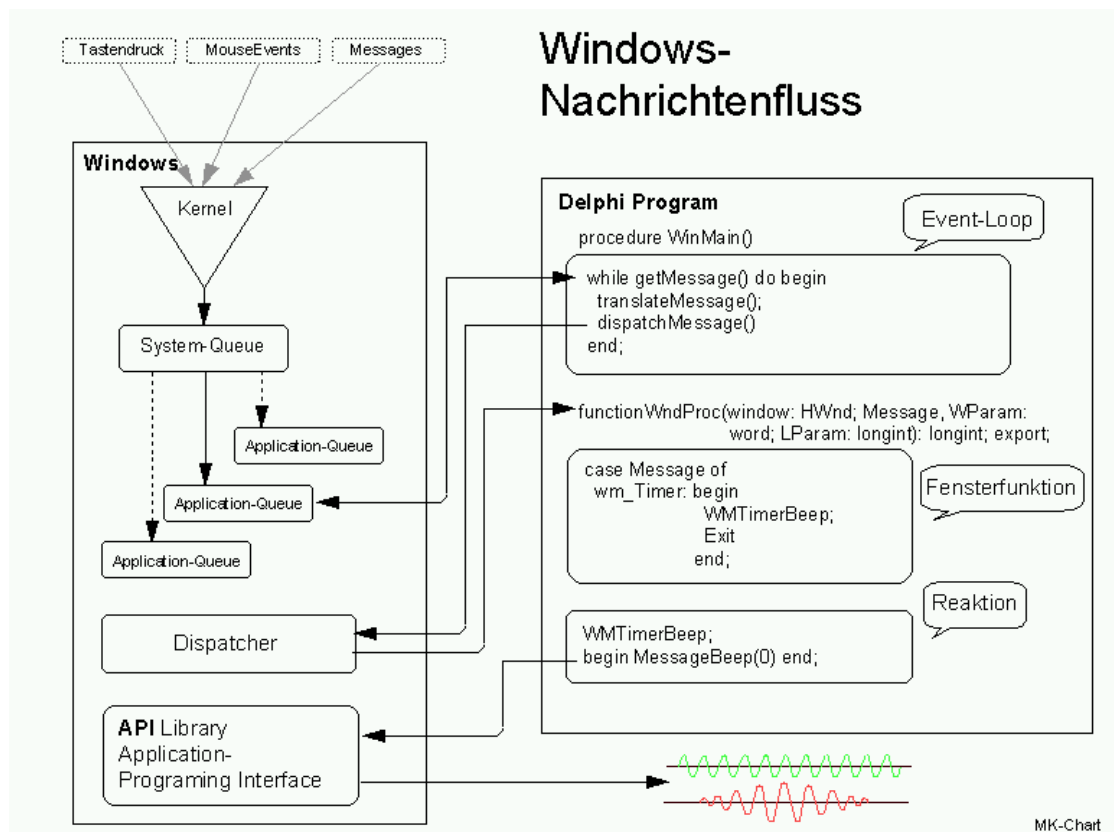 Windows-
Nachrichtenfluss
Tastendruck
MouseEvents
Messages
Windows
Kernel
System-Queue
Application-Queue
Application-Queue
Application-Queue
Dispatcher
API Library
Application-
Programing Interface
Delphi Program
Event-Loop
procedure WinMain()
while getMessage() do begin
translateMessage();
dispatchMessage()
end;
functionWndProc(window: HWnd; Message, WParam:
word; LParam: longint): longint; export;
case Message of
wm_Timer: begin
WMTimerBeep;
Exit
end;
Fensterfunktion
Reaktion
WMTimerBeep;
begin MessageBeep(0) end;
MK-Chart